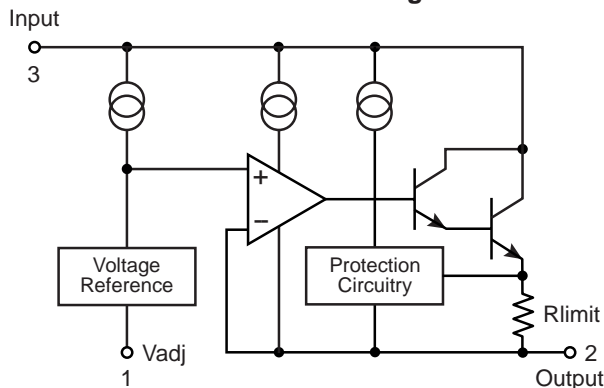 Input
3
+
−
Voltage
Reference
Protection
Circuitry
Rlimit
Vadj
1
2
Output